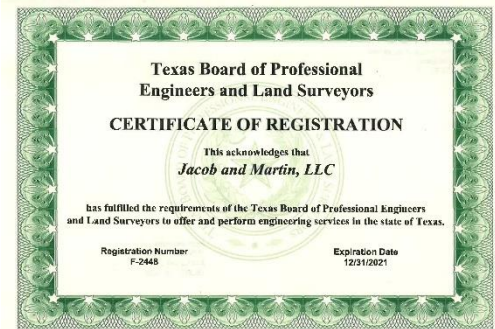 Texas Board of Professional
Engineers and Land Surveyors
CERTIFICATE OF REGISTRATION
This acknowledges that
Jacob and Martin, LLC
has fulfilled the requirements of the Texas Board of Professional Engineers
and Land Surveyors to offer and perform engineering services in the state of Texas.
Registration Number
F-2448
Expiration Date
12/31/2021